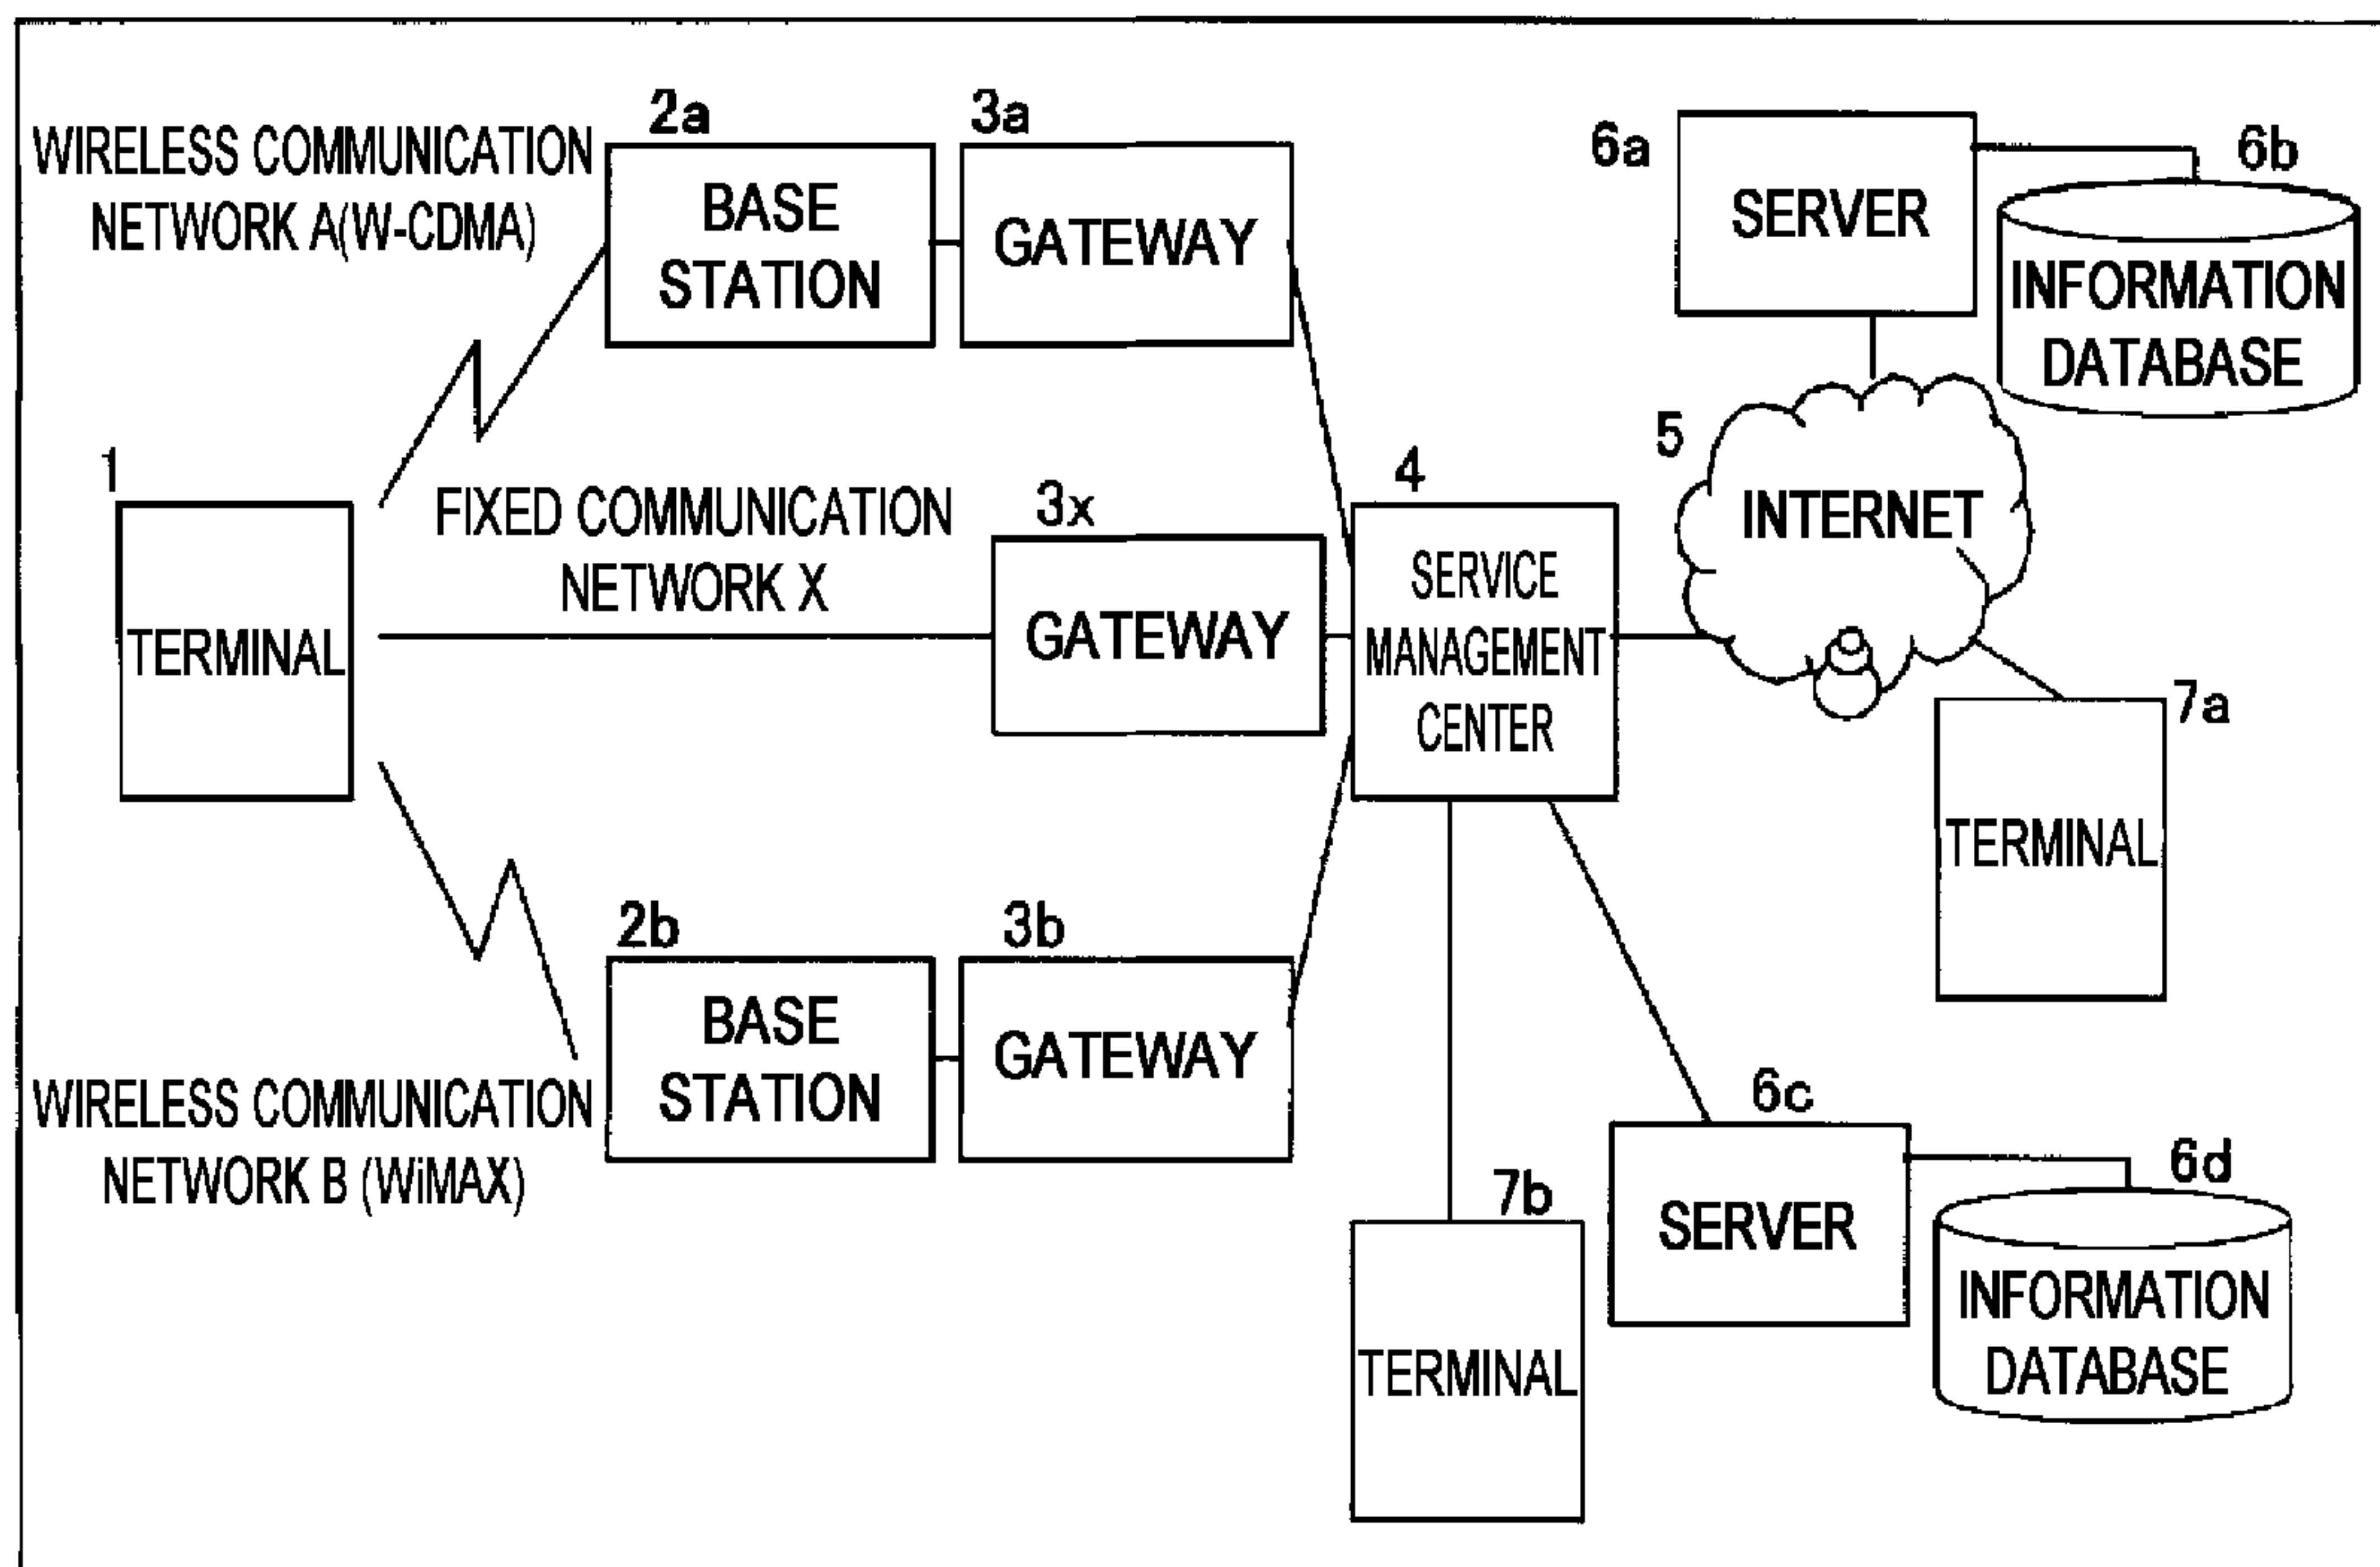 WIRELESS COMMUNICATION
NETWORK A(W-CDMA)
2a
BASE
STATION
3a
GATEWAY
6a
SERVER
6b
INFORMATION
DATABASE
1
TERMINAL
FIXED COMMUNICATION
NETWORK X
3x
GATEWAY
4
SERVICE
MANAGEMENT
CENTER
5
INTERNET
7a
TERMINAL
2b
BASE
STATION
3b
GATEWAY
WIRELESS COMMUNICATION
NETWORK B (WiMAX)
7b
TERMINAL
6c
SERVER
6d
INFORMATION
DATABASE